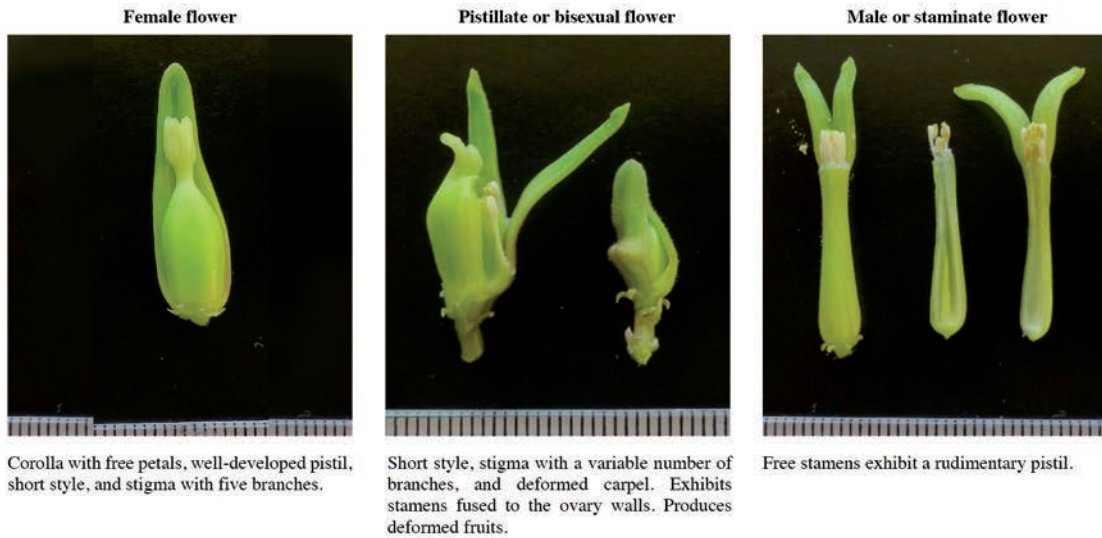 Female flower
Pistillate or bisexual flower
Male or staminate flower
Corolla with free petals, well-developed pistil,
short style, and stigma with five branches.
Short style, stigma with a variable number of
branches, and deformed carpel. Exhibits
stamens fused to the ovary walls. Produces
deformed fruits.
Free stamens exhibit a rudimentary pistil.